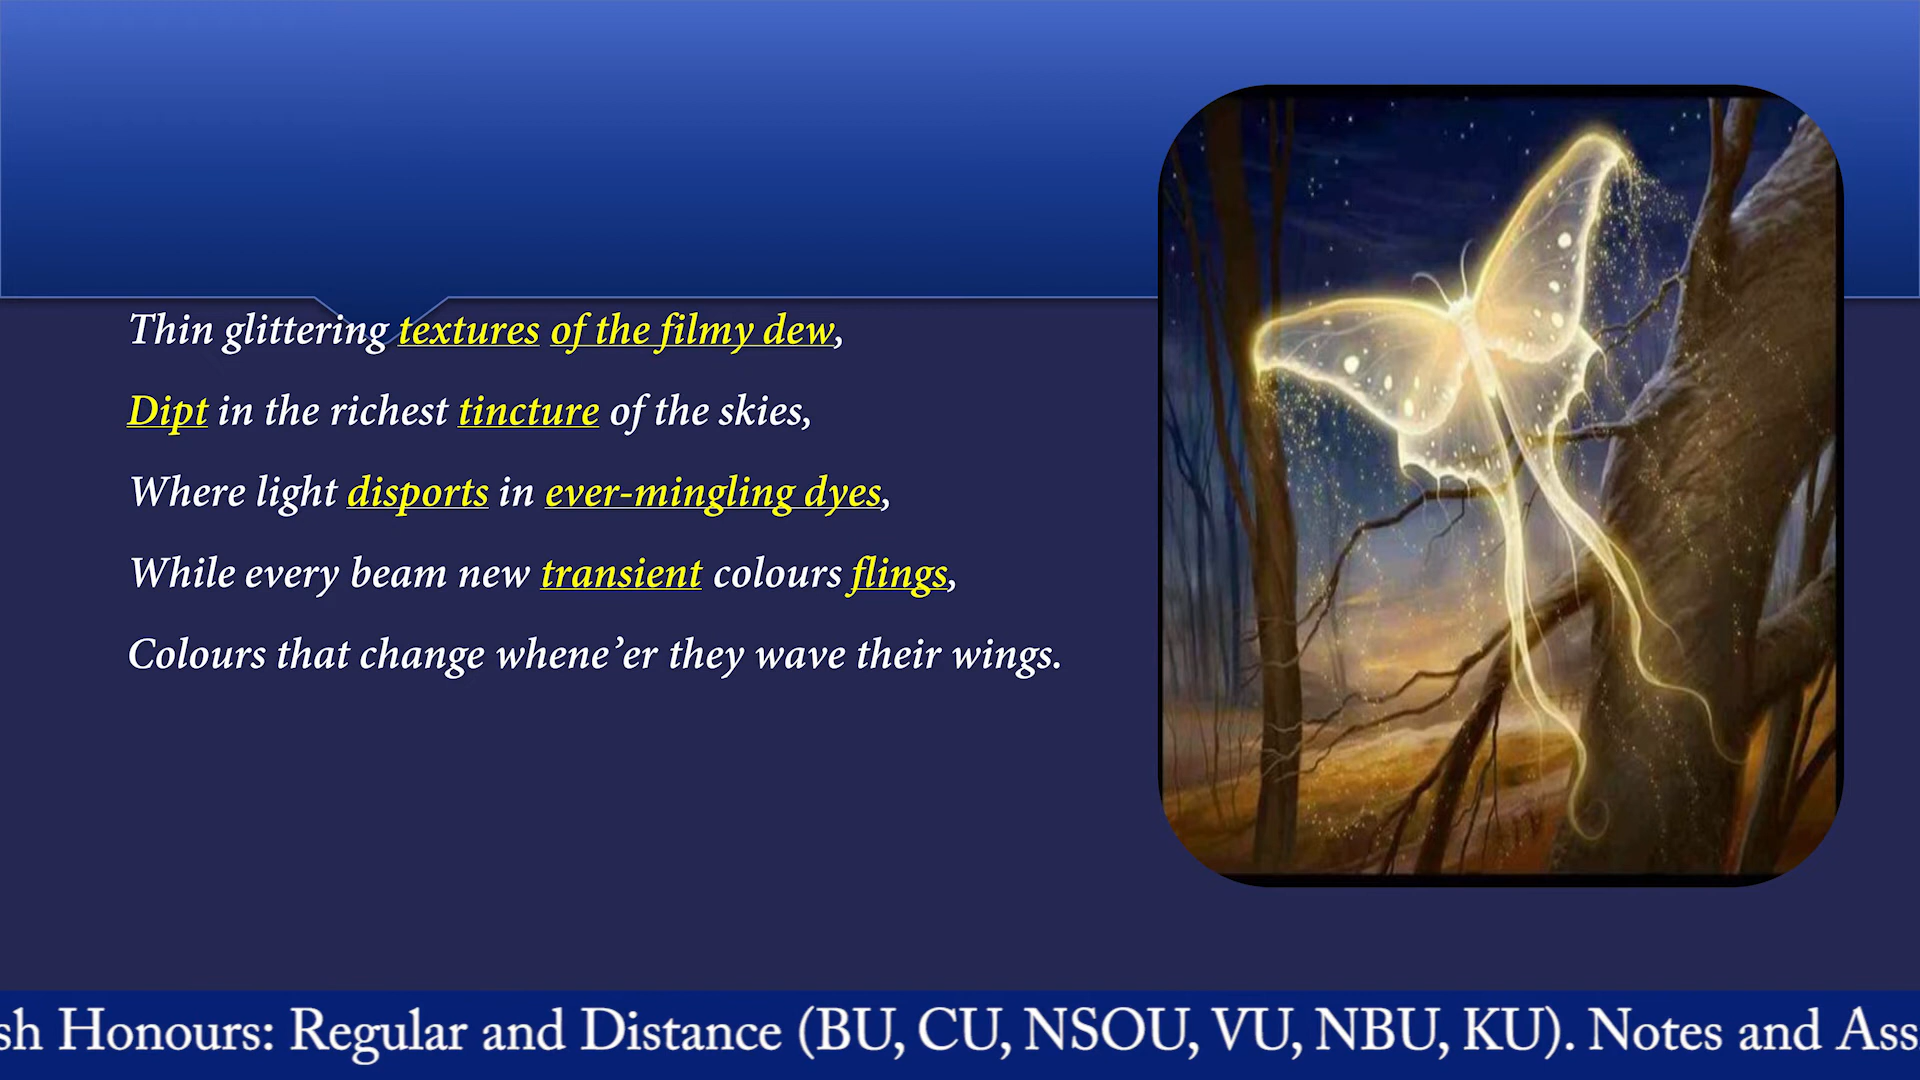 Thin glittering textures of the filmy dew,
Dipt in the richest tincture of the skies,
Where light disports in ever-mingling dyes,
While every beam new transient colours flings,
Colours that change whene’er they wave their wings.
sh Honours: Regular and Distance (BU, CU, NSOU, VU, NBU, KU). Notes and Ass